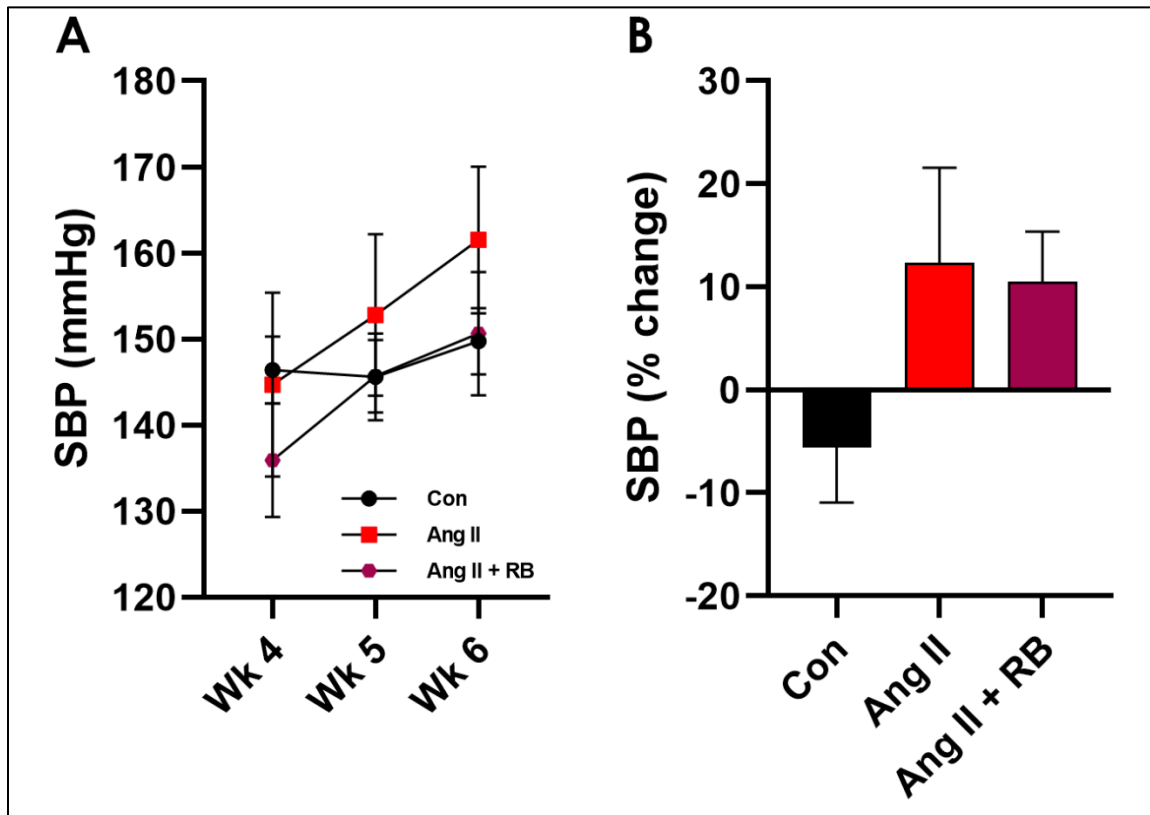 A
SBP (mmHg)
180
170
160
150
140
130
120
Con
Ang II
Ang II + RB
Wk 4
Wk 5
Wk 6
B
SBP (% change)
30
20
10
0
-10
-20
Con
Ang II
Ang II + RB